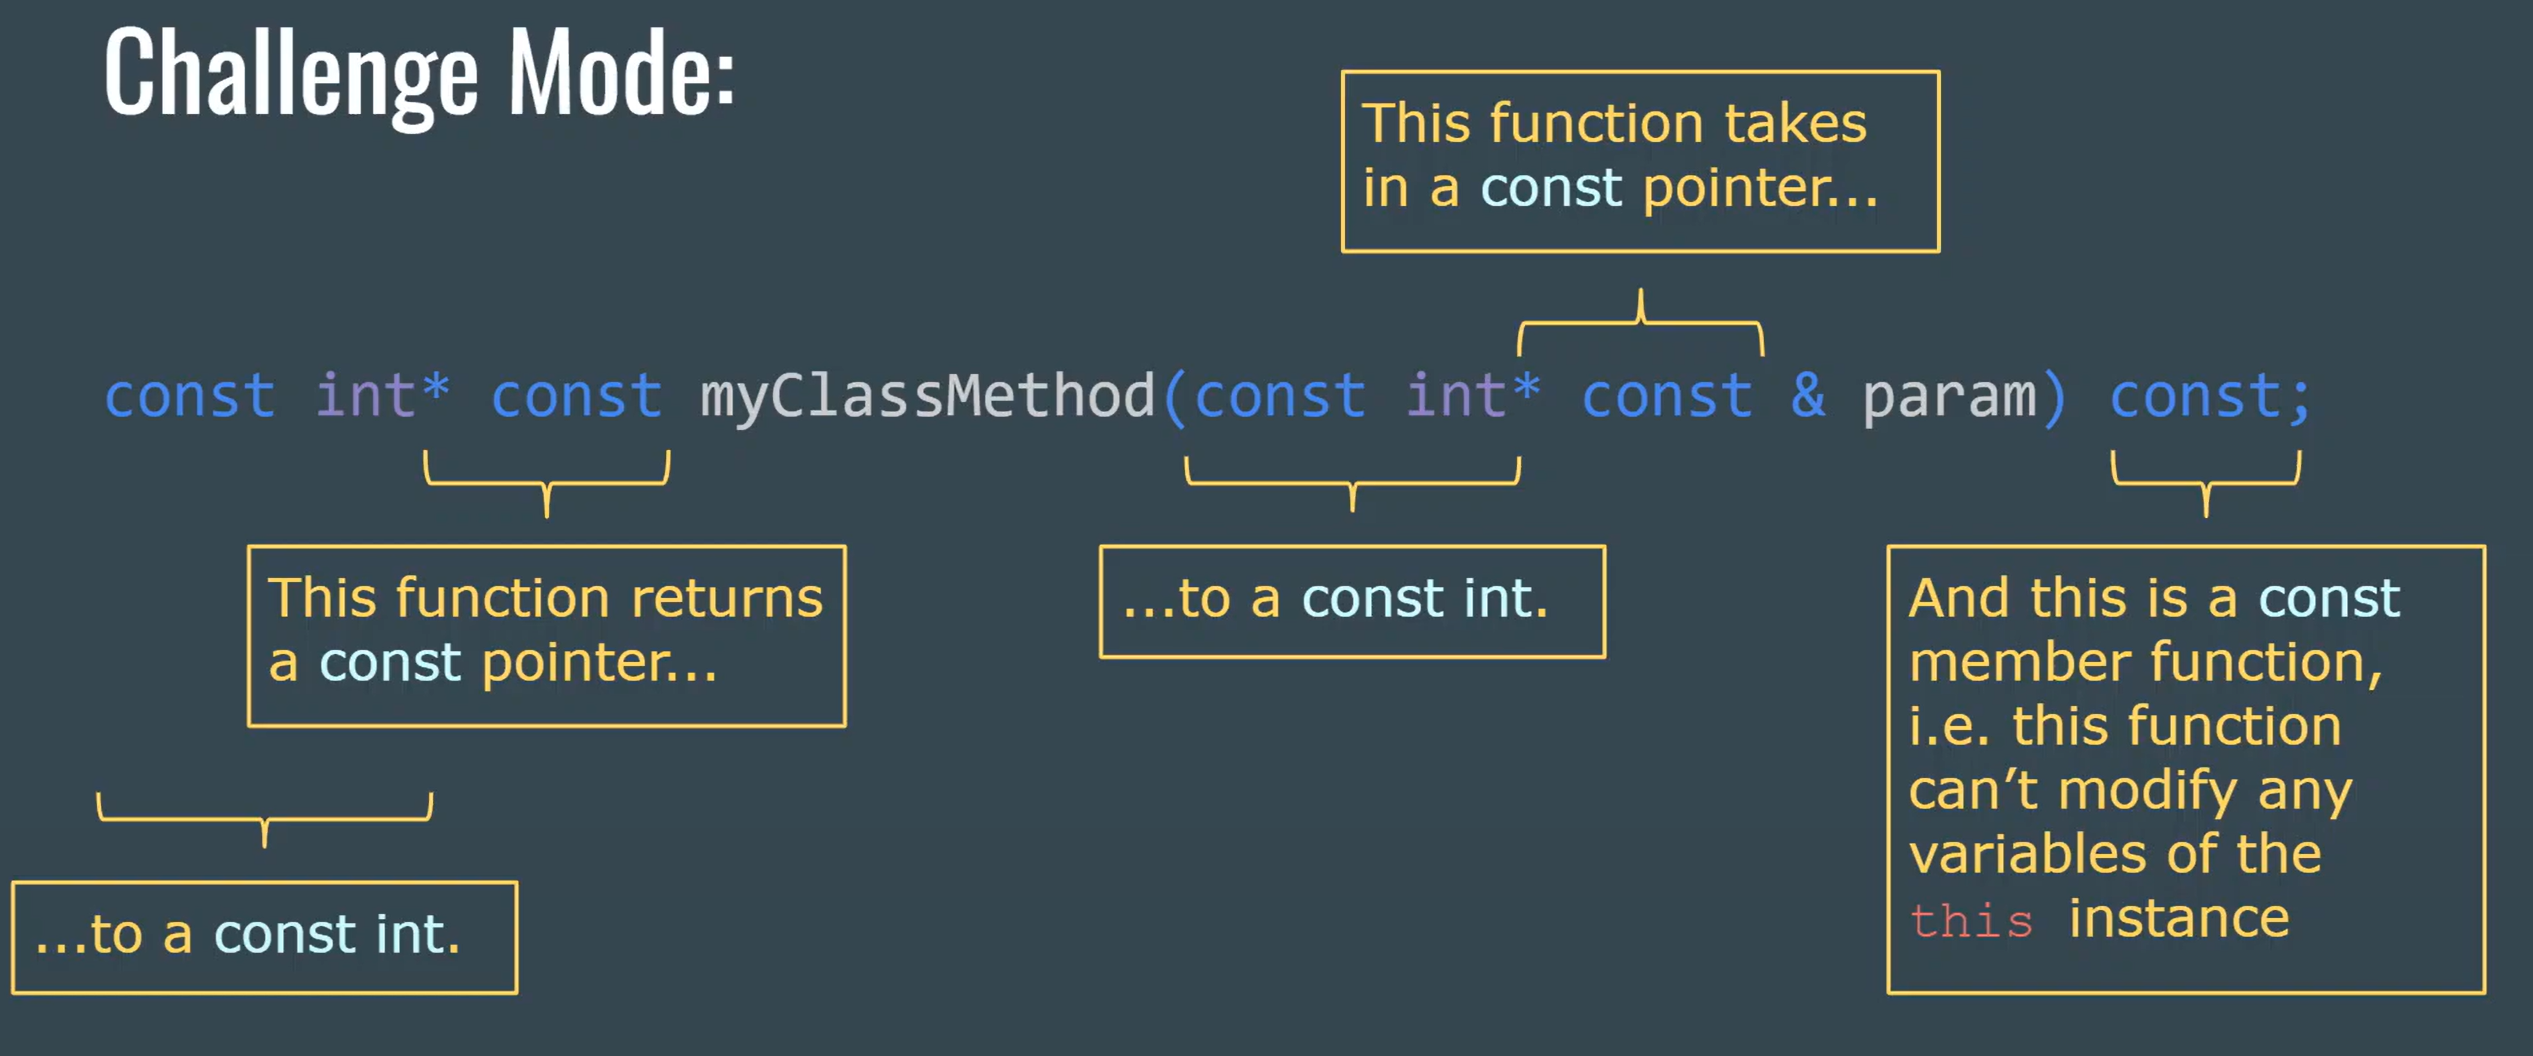 Challenge Mode:
This function takes
in a const pointer...
const int* const myClassMethod(const int* const & param) const;
This function returns
a const pointer...
...to a const int.
...to a const int.
And this is a const
member function,
i.e. this function
can’t modify any
variables of the
this instance